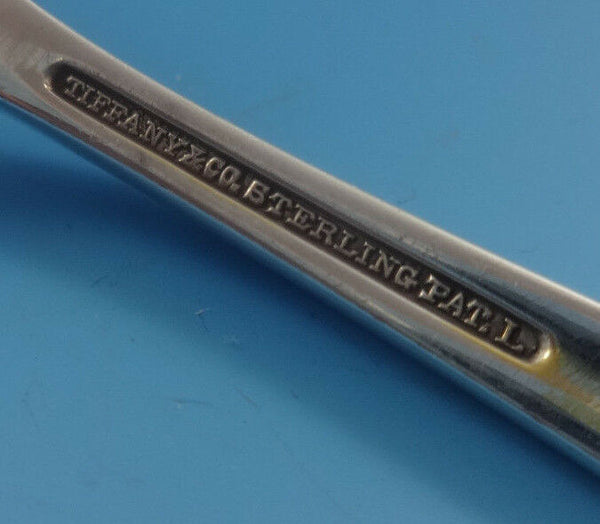 TIFFANY & CO. STERLING PAT. L